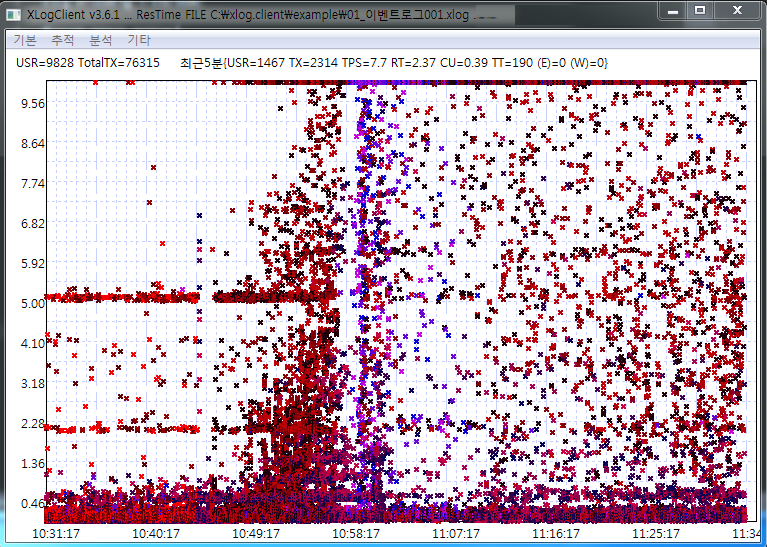 XLogClient v3.6.1 ... ResTime FILE C:₩xlog.client₩example₩01_이벤트로그001.xlog
기본 추적 분석 기타
USR=9828 TotalTX=76315 최근5분{USR=1467 TX=2314 TPS=7.7 RT=2.37 CU=0.39 TT=190 (E)=0 (W)=0}
9.56
8.64
7.74
6.82
5.92
5.00
4.10
3.18
2.28
1.36
0.46
10:31:17 10:40:17 10:49:17 10:58:17 11:07:17 11:16:17 11:25:17 11:34